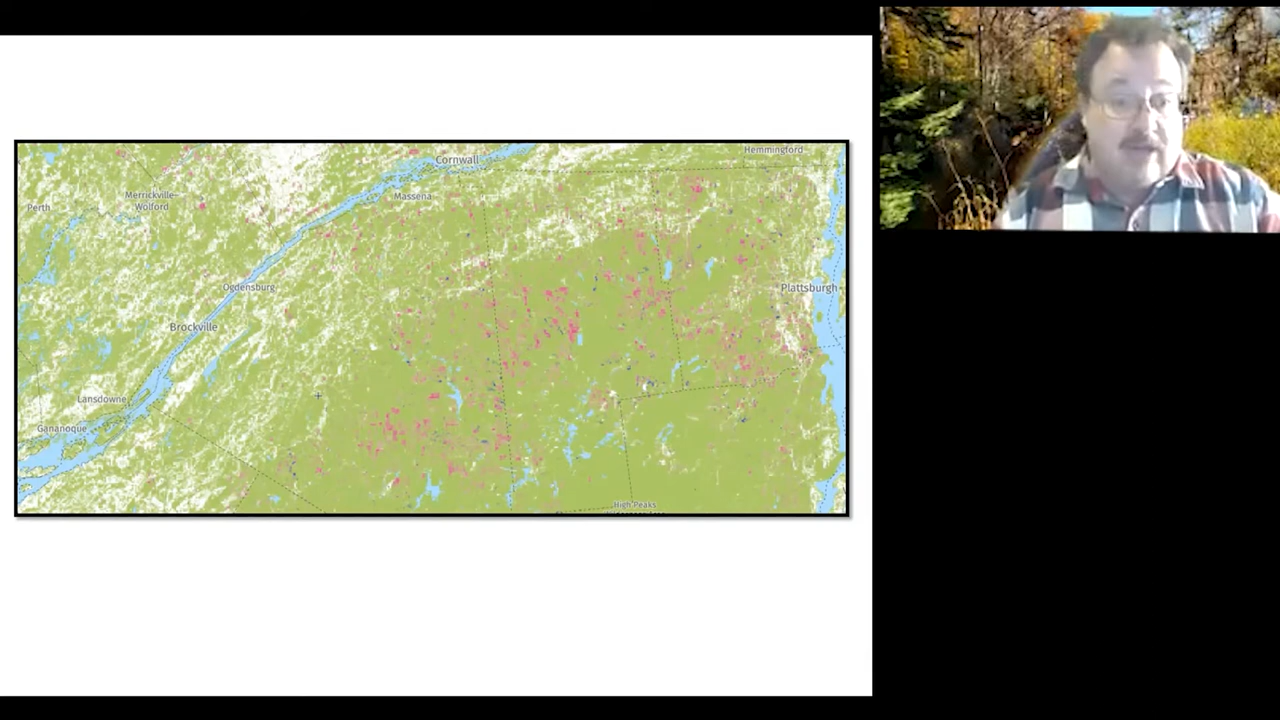 Cornwall
Hemmingford
Merrickville-
Wolford
Massena
Perth
Ogdensburg
Plattsburgh
Brockville
Lansdowne
Gananoque
High Peaks